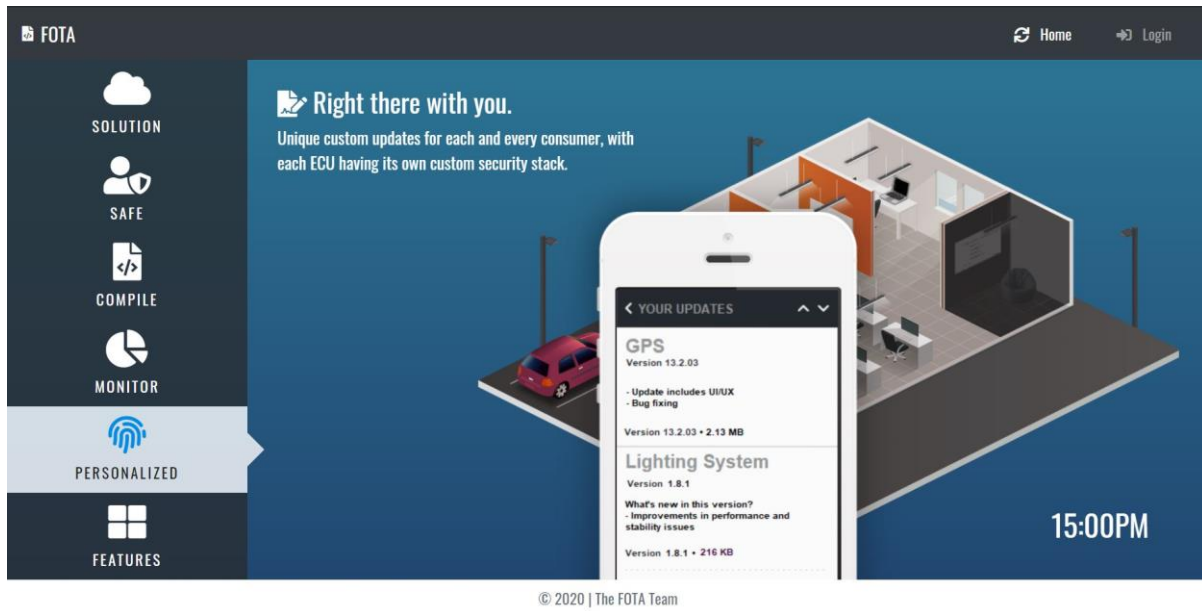 FOTA
Home
Login
SOLUTION
SAFE
COMPILE
MONITOR
PERSONALIZED
FEATURES
Right there with you.
Unique custom updates for each and every consumer, with
each ECU having its own custom security stack.
YOUR UPDATES
GPS
Version 13.2.03
- Update includes UI/UX
- Bug fixing
Version 13.2.03 • 2.13 MB
Lighting System
Version 1.8.1
What's new in this version?
- Improvements in performance and
stability issues
Version 1.8.1 • 216 KB
15:00PM
© 2020 | The FOTA Team